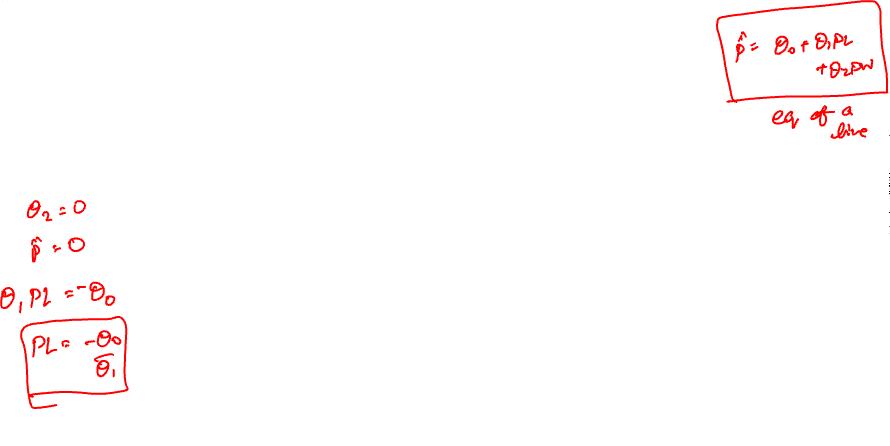 p̂ = θ₀ + θ₁PL
+ θ₂PW
eq of a
line
θ₂ = 0
p̂ = 0
θ₁ PL = -θ₀
PL = -θ₀
θ₁